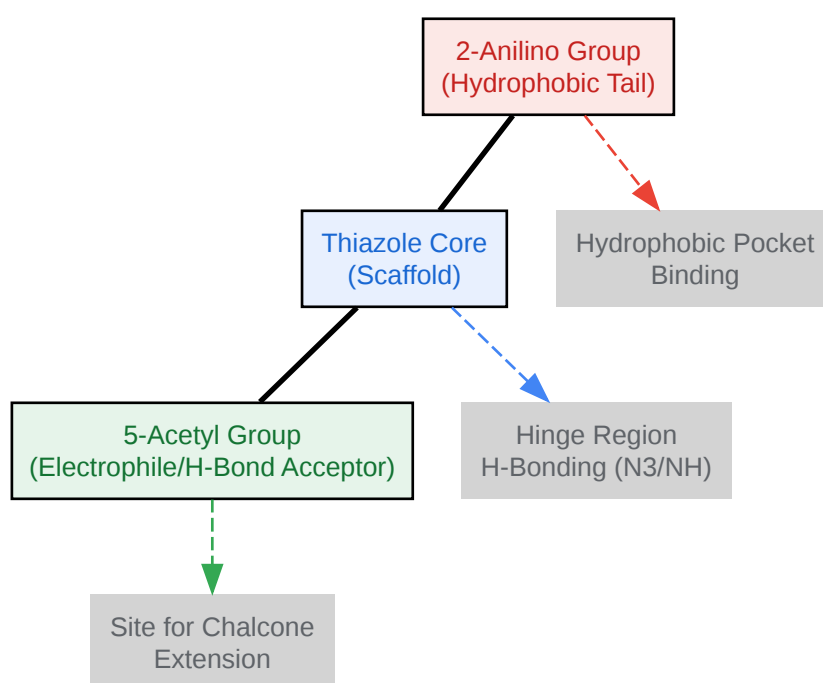 2-Anilino Group
(Hydrophobic Tail)
Thiazole Core
(Scaffold)
Hydrophobic Pocket
Binding
5-Acetyl Group
(Electrophile/H-Bond Acceptor)
Hinge Region
H-Bonding (N3/NH)
Site for Chalcone
Extension